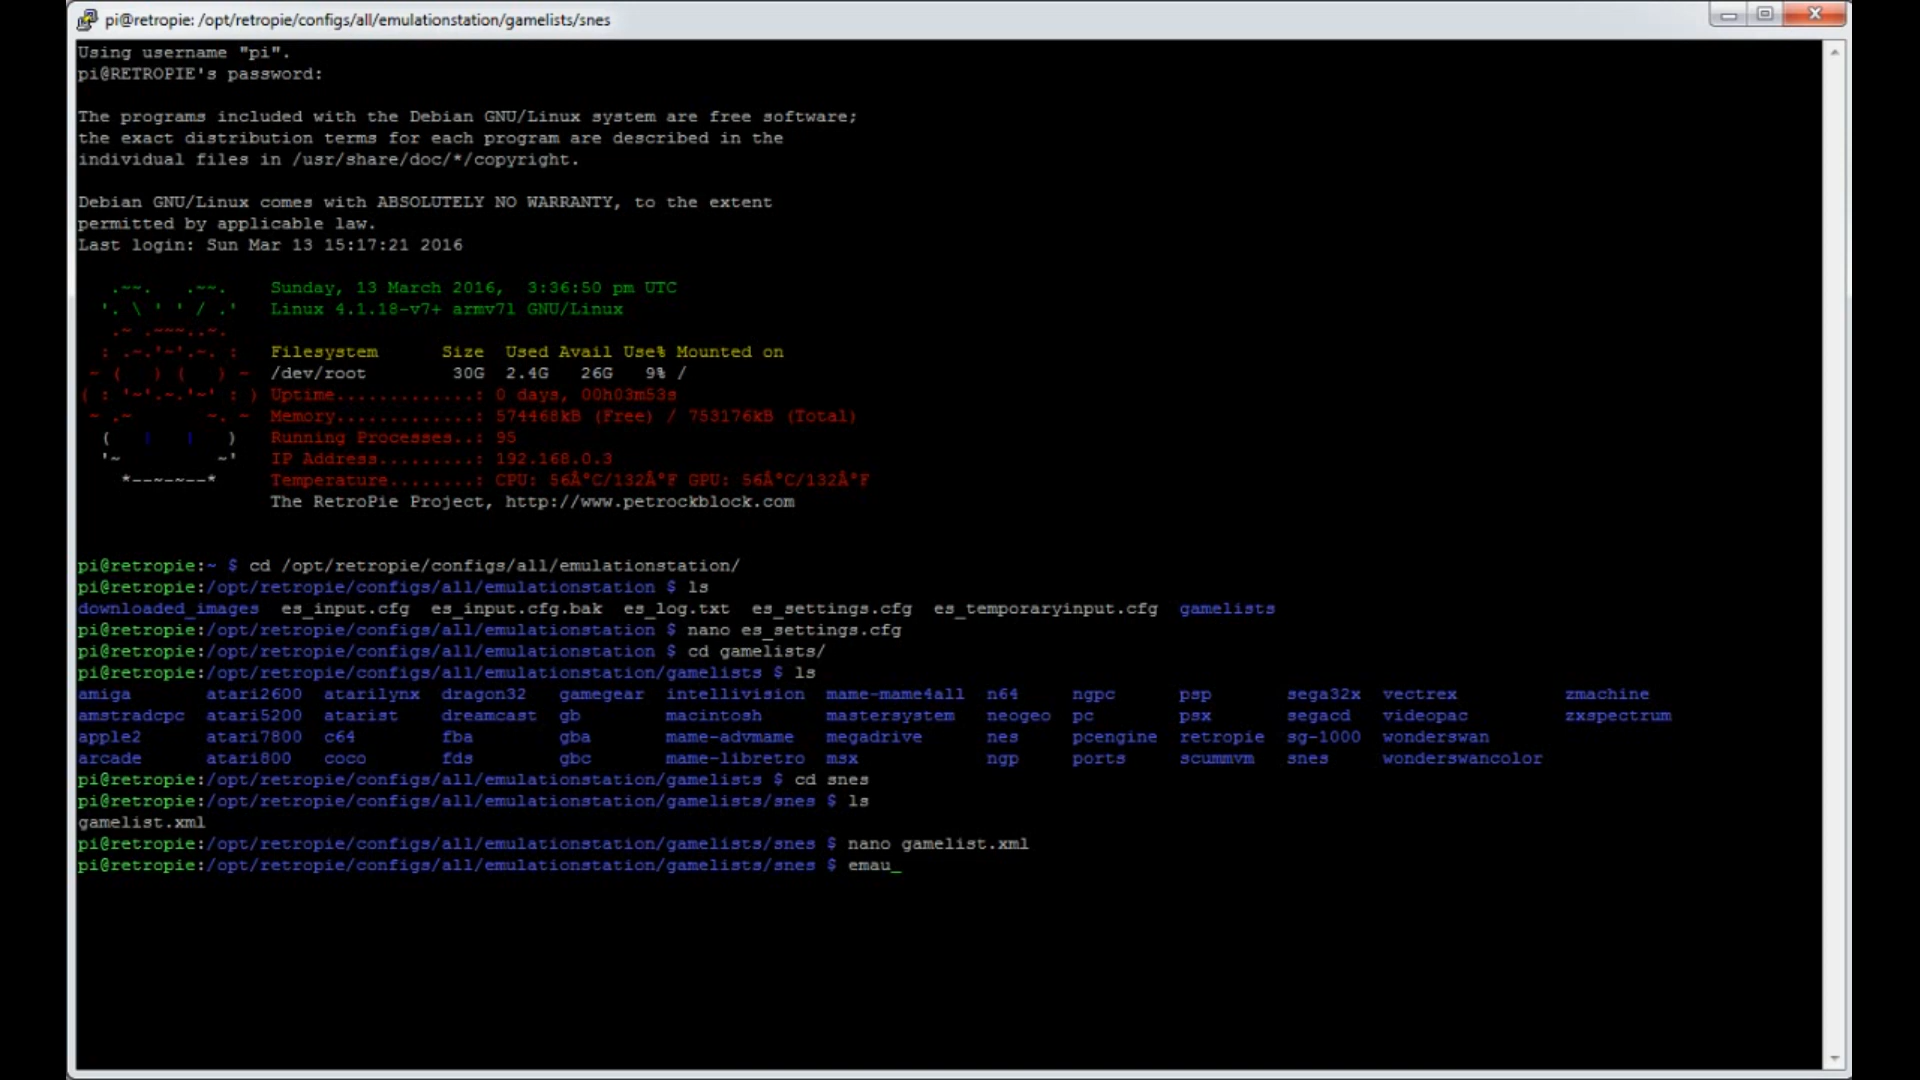 pi@retropie: /opt/retropie/configs/all/emulationstation/gamelists/snes
Using username "pi".
pi@RETROPIE's password:
The programs included with the Debian GNU/Linux system are free software;
the exact distribution terms for each program are described in the
individual files in /usr/share/doc/*/copyright.
Debian GNU/Linux comes with ABSOLUTELY NO WARRANTY, to the extent
permitted by applicable law.
Last login: Sun Mar 13 15:17:21 2016
Sunday, 13 March 2016,  3:36:50 pm UTC
Linux 4.1.18-v7+ armv7l GNU/Linux
Filesystem      Size  Used Avail Use% Mounted on
/dev/root        30G  2.4G   26G   9% /
Uptime.............: 0 days, 00h03m53s
Memory.............: 574468kB (Free) / 753176kB (Total)
Running Processes..: 95
IP Address.........: 192.168.0.3
Temperature........: CPU: 56Â°C/132Â°F GPU: 56Â°C/132Â°F
The RetroPie Project, http://www.petrockblock.com
pi@retropie:~ $ cd /opt/retropie/configs/all/emulationstation/
pi@retropie:/opt/retropie/configs/all/emulationstation $ ls
downloaded_images  es_input.cfg  es_input.cfg.bak  es_log.txt  es_settings.cfg  es_temporaryinput.cfg  gamelists
pi@retropie:/opt/retropie/configs/all/emulationstation $ nano es_settings.cfg
pi@retropie:/opt/retropie/configs/all/emulationstation $ cd gamelists/
pi@retropie:/opt/retropie/configs/all/emulationstation/gamelists $ ls
amiga       atari2600  atarilynx  dragon32   gamegear  intellivision  mame-mame4all  n64     ngpc      psp       sega32x  vectrex          zmachine
amstradcpc  atari5200  atarist    dreamcast  gb        macintosh      mastersystem   neogeo  pc        psx       segacd   videopac         zxspectrum
apple2      atari7800  c64        fba        gba       mame-advmame   megadrive      nes     pcengine  retropie  sg-1000  wonderswan
arcade      atari800   coco       fds        gbc       mame-libretro  msx            ngp     ports     scummvm   snes     wonderswancolor
pi@retropie:/opt/retropie/configs/all/emulationstation/gamelists $ cd snes
pi@retropie:/opt/retropie/configs/all/emulationstation/gamelists/snes $ ls
gamelist.xml
pi@retropie:/opt/retropie/configs/all/emulationstation/gamelists/snes $ nano gamelist.xml
pi@retropie:/opt/retropie/configs/all/emulationstation/gamelists/snes $ emau_